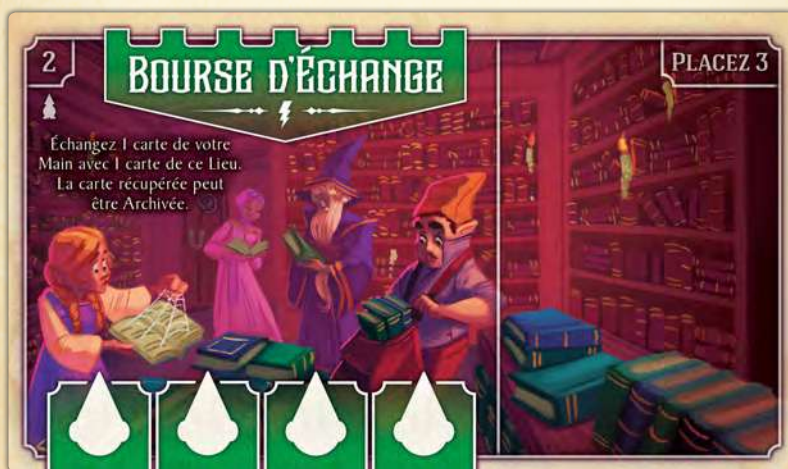 2
BOURSE D'ÉCHANGE
PLACEZ 3
Échangez 1 carte de votre
Main avec 1 carte de ce Lieu.
La carte récupérée peut
être Archivée.